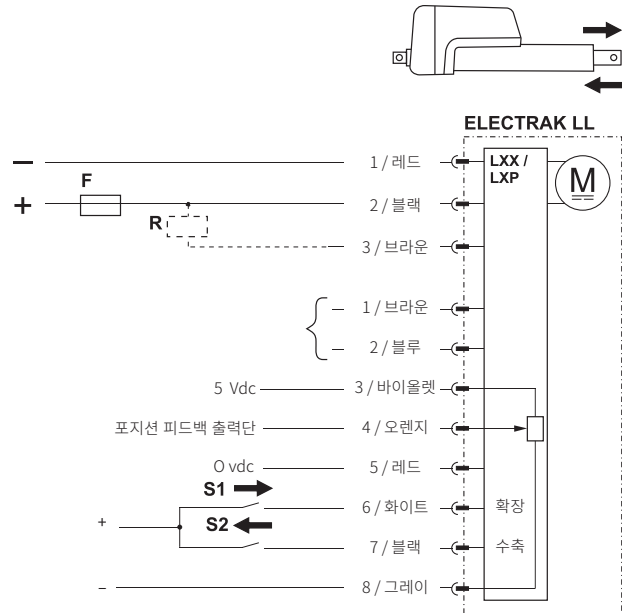 ELECTRAK LL
− 1 / 레드 LXX /
LXP
M
F
+ 2 / 블랙
R
3 / 브라운
1 / 브라운
2 / 블루
5 Vdc 3 / 바이올렛
포지션 피드백 출력단 4 / 오렌지
O vdc 5 / 레드
S1
6 / 화이트 확장
+ S2
7 / 블랙 수축
− 8 / 그레이